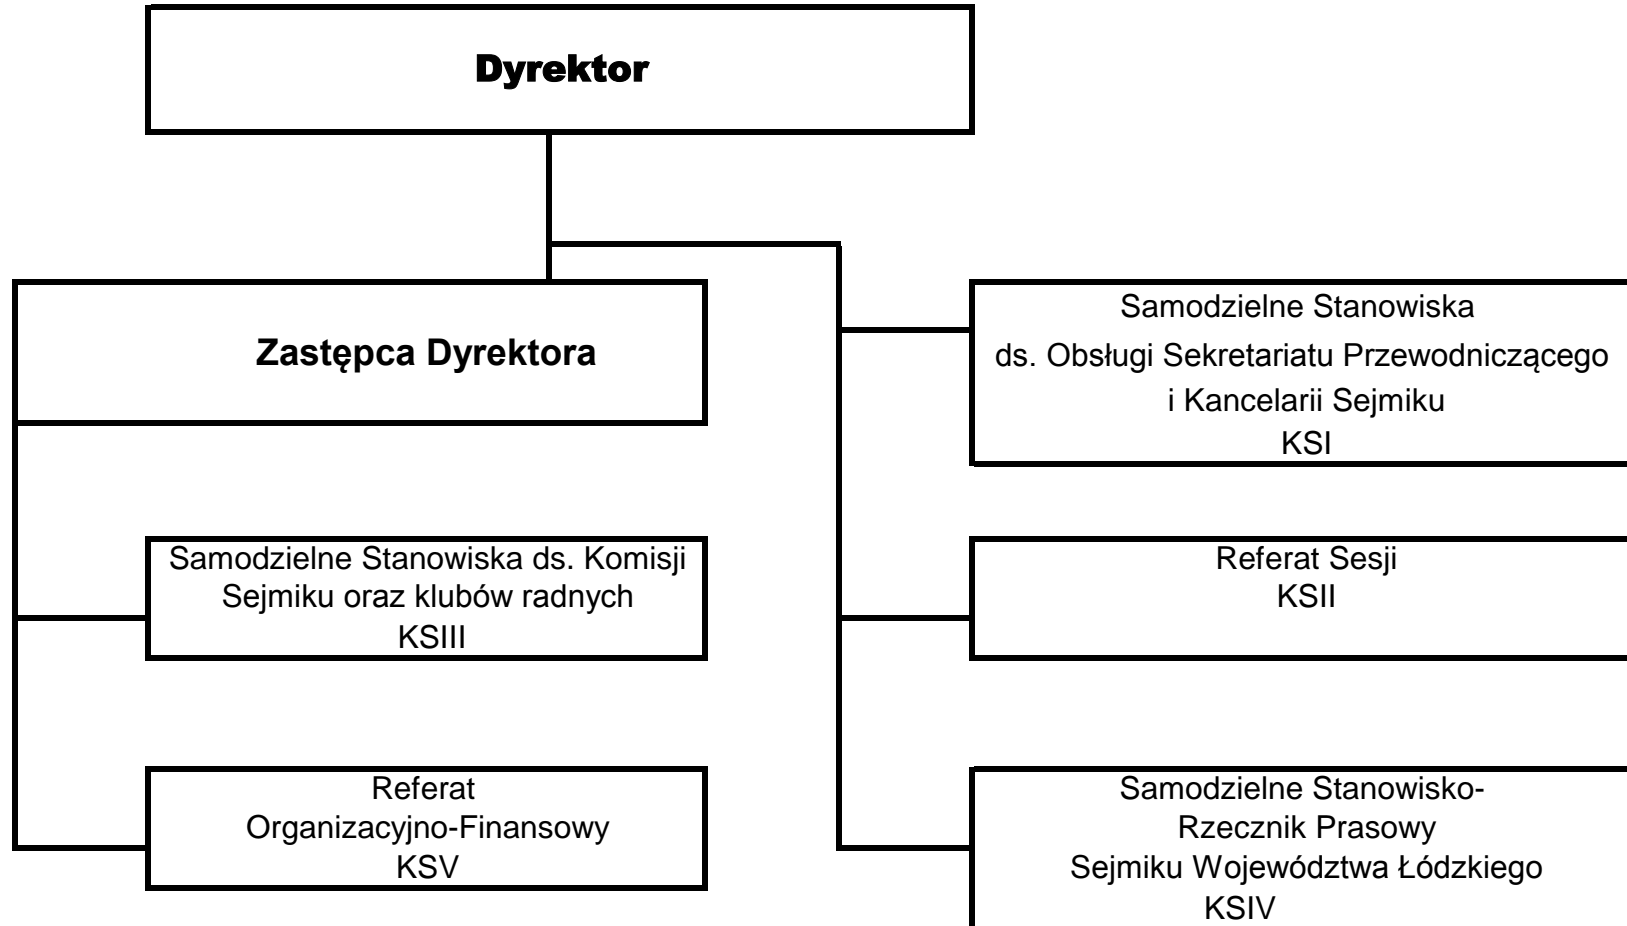 Dyrektor
Zastępca Dyrektora
Samodzielne Stanowiska
ds. Obsługi Sekretariatu Przewodniczącego
i Kancelarii Sejmiku
KSI
Samodzielne Stanowiska ds. Komisji
Sejmiku oraz klubów radnych
KSIII
Referat Sesji
KSII
Referat
Organizacyjno-Finansowy
KSV
Samodzielne Stanowisko-
Rzecznik Prasowy
Sejmiku Województwa Łódzkiego
KSIV